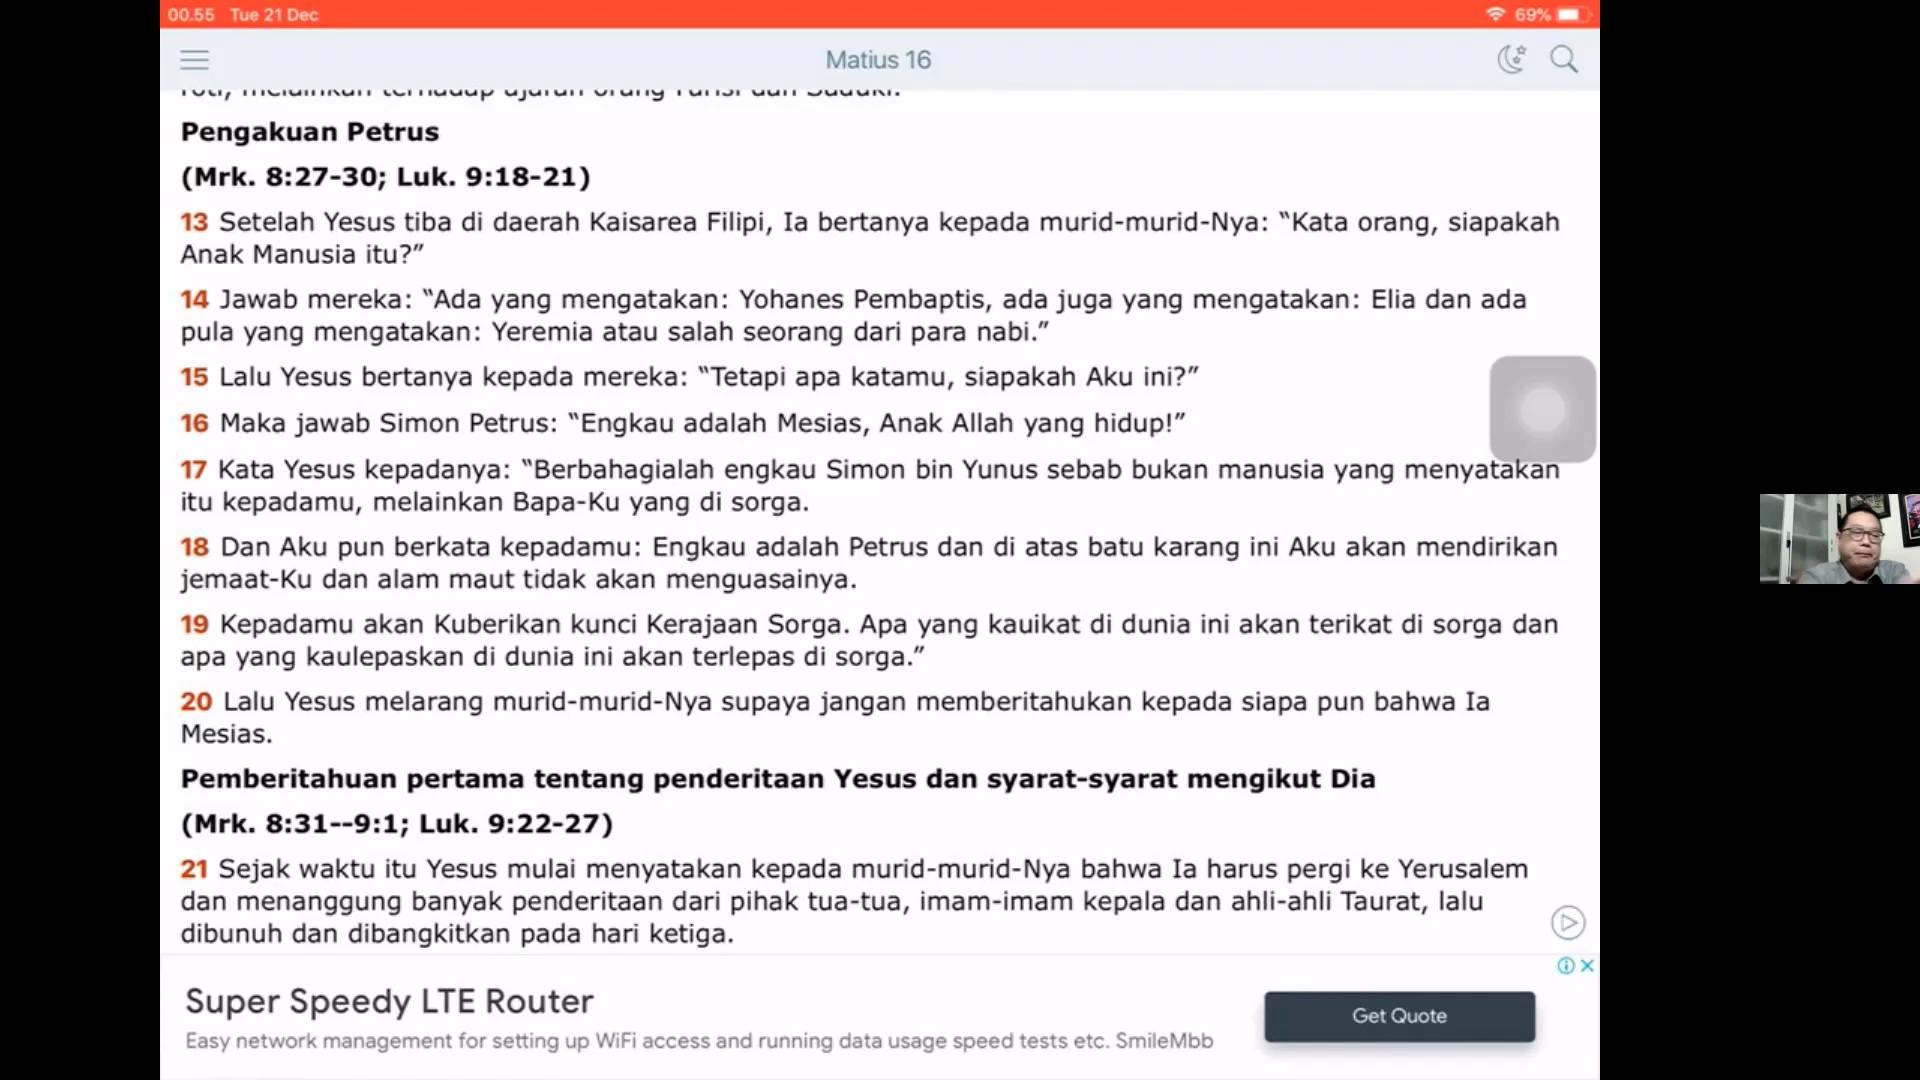 00.55 Tue 21 Dec
69%
Matius 16
roti, melainkan terhadap ajaran orang Farisi dan Saduki.
Pengakuan Petrus
(Mrk. 8:27-30; Luk. 9:18-21)
13 Setelah Yesus tiba di daerah Kaisarea Filipi, Ia bertanya kepada murid-murid-Nya: “Kata orang, siapakah
Anak Manusia itu?”
14 Jawab mereka: “Ada yang mengatakan: Yohanes Pembaptis, ada juga yang mengatakan: Elia dan ada
pula yang mengatakan: Yeremia atau salah seorang dari para nabi.”
15 Lalu Yesus bertanya kepada mereka: “Tetapi apa katamu, siapakah Aku ini?”
16 Maka jawab Simon Petrus: “Engkau adalah Mesias, Anak Allah yang hidup!”
17 Kata Yesus kepadanya: “Berbahagialah engkau Simon bin Yunus sebab bukan manusia yang menyatakan
itu kepadamu, melainkan Bapa-Ku yang di sorga.
18 Dan Aku pun berkata kepadamu: Engkau adalah Petrus dan di atas batu karang ini Aku akan mendirikan
jemaat-Ku dan alam maut tidak akan menguasainya.
19 Kepadamu akan Kuberikan kunci Kerajaan Sorga. Apa yang kauikat di dunia ini akan terikat di sorga dan
apa yang kaulepaskan di dunia ini akan terlepas di sorga.”
20 Lalu Yesus melarang murid-murid-Nya supaya jangan memberitahukan kepada siapa pun bahwa Ia
Mesias.
Pemberitahuan pertama tentang penderitaan Yesus dan syarat-syarat mengikut Dia
(Mrk. 8:31--9:1; Luk. 9:22-27)
21 Sejak waktu itu Yesus mulai menyatakan kepada murid-murid-Nya bahwa Ia harus pergi ke Yerusalem
dan menanggung banyak penderitaan dari pihak tua-tua, imam-imam kepala dan ahli-ahli Taurat, lalu
dibunuh dan dibangkitkan pada hari ketiga.
Super Speedy LTE Router
Easy network management for setting up WiFi access and running data usage speed tests etc. SmileMbb
Get Quote